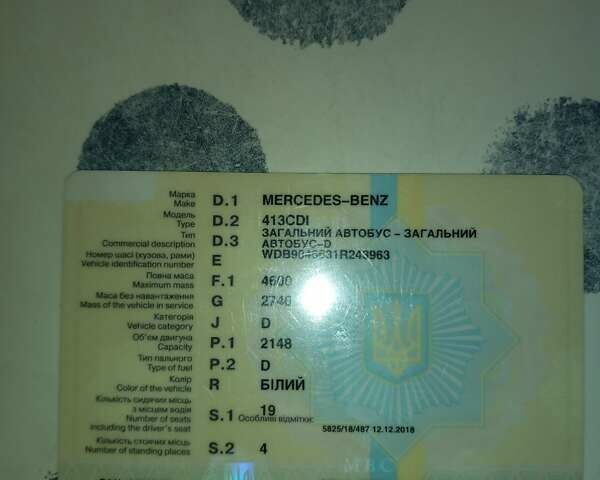 Марка
Make D.1 MERCEDES-BENZ
Модель
Type D.2 413CDI
Тип
Commercial description D.3 ЗАГАЛЬНИЙ АВТОБУС - ЗАГАЛЬНИЙ
АВТОБУС-D
Номер шасі (кузова, рами)
Vehicle identification number E
Повна маса
Maximum mass F.1 4600
Маса без навантаження
Mass of the vehicle in service G 2740
Категорія
Vehicle category J D
Об'єм двигуна
Capacity P.1 2148
Тип пального
Type of fuel P.2 D
Колір
Color of the vehicle R БІЛИЙ
Кількість сидячих місць
з місцем водія
Number of seats
including the driver's seat S.1 19 Особливі відмітки:
5825/18/487 12.12.2018
Кількість стоячих місць
Number of standing places S.2 4
МВС